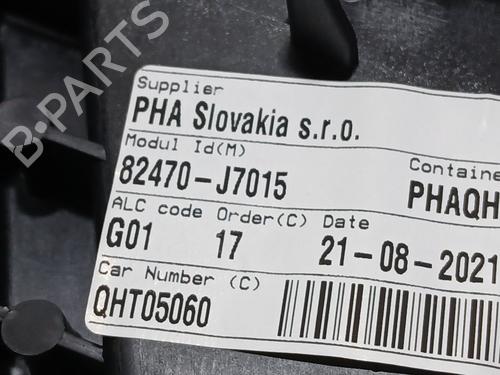 B-PARTS
Supplier
PHA Slovakia s.r.o.
Modul Id(M)
82470-J7015
Containe
PHAQH
ALC code Order(C) Date
G01 17 21-08-2021
Car Number (C)
QHT05060